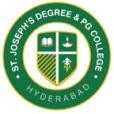 ST. JOSEPH'S DEGREE & PG COLLEGE
HYDERABAD